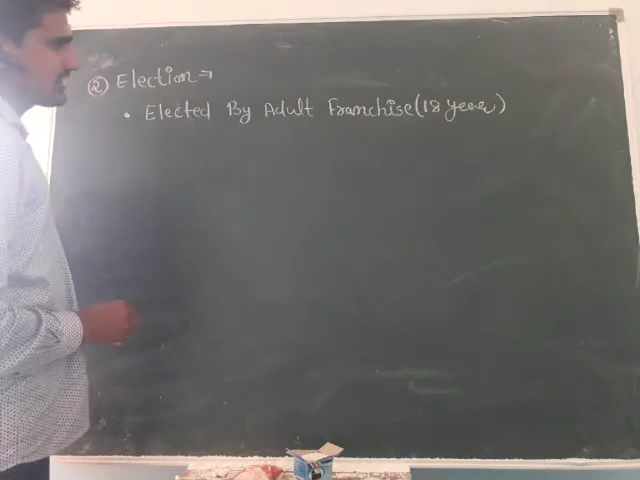 ② Election →
• Elected By Adult Franchise (18 year)